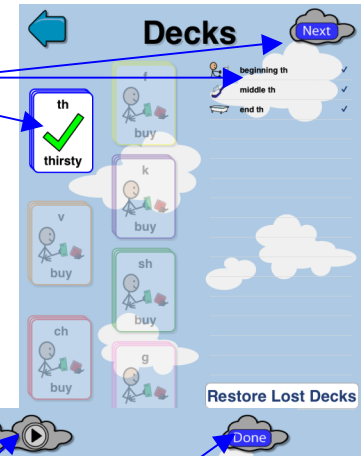 Decks
Next
th
thirsty
f
buy
k
buy
v
buy
sh
buy
ch
buy
g
beginning th
middle th
end th
Restore Lost Decks
Done